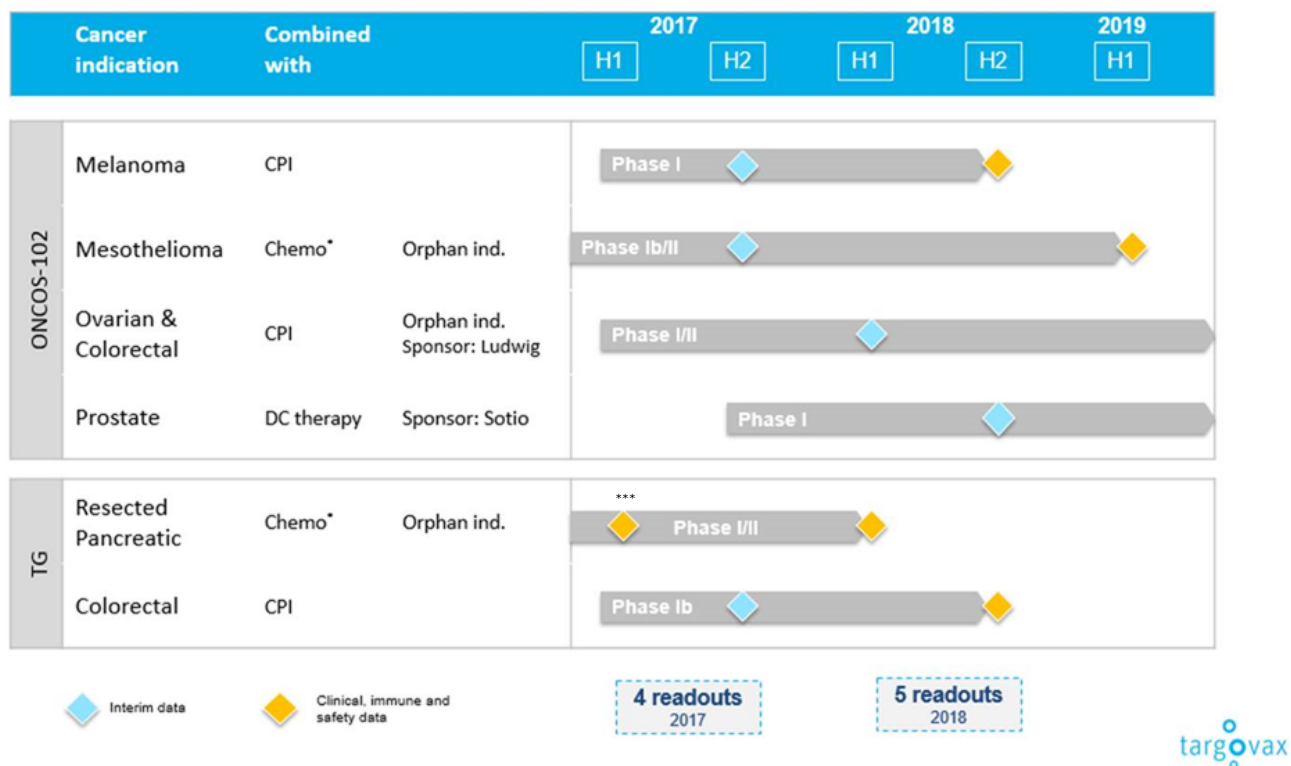 Cancer indication
Combined with
2017
2018
2019
H1
H2
H1
H2
H1
ONCOS-102
Melanoma
CPI
Phase I
Mesothelioma
Chemo*
Orphan ind.
Phase Ib/II
Ovarian &
Colorectal
CPI
Orphan ind.
Sponsor: Ludwig
Phase I/II
Prostate
DC therapy
Sponsor: Sotio
Phase I
TG
Resected
Pancreatic
Chemo*
Orphan ind.
***
Phase I/II
Colorectal
CPI
Phase Ib
Interim data
Clinical, immune and
safety data
4 readouts
2017
5 readouts
2018
targovax